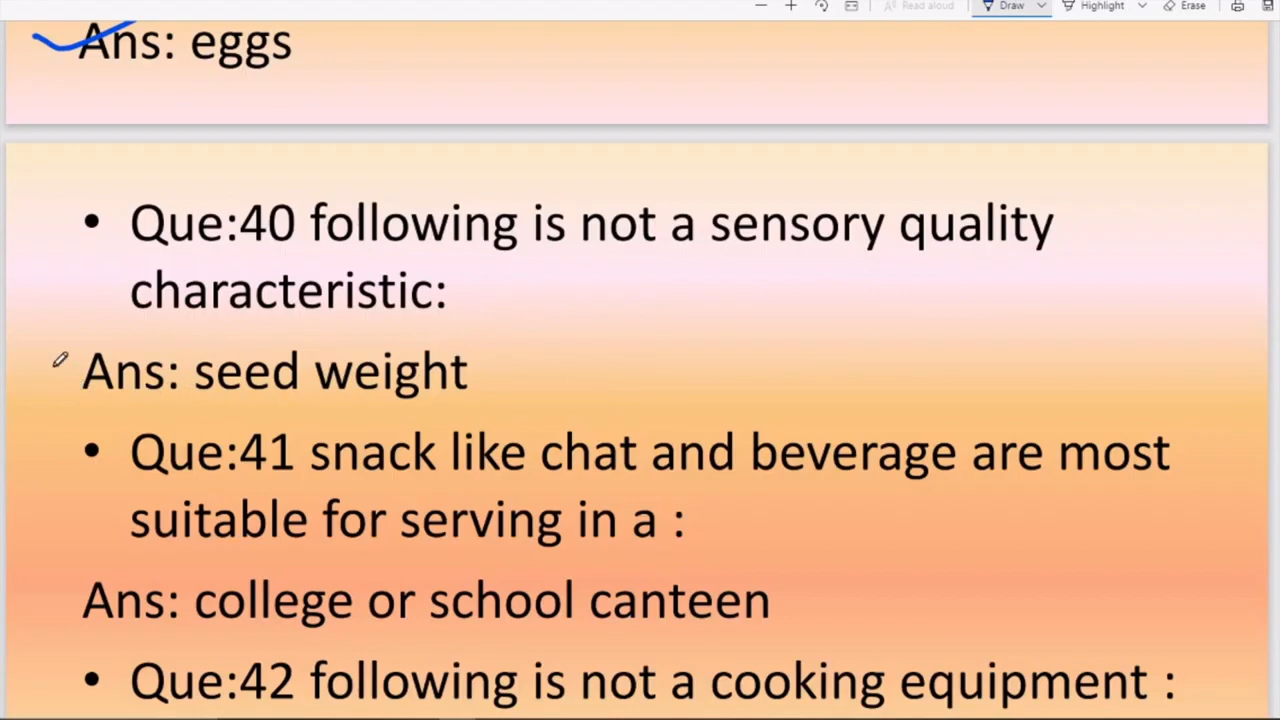 Read aloud Draw Highlight Erase
Ans: eggs
• Que:40 following is not a sensory quality
characteristic:
Ans: seed weight
• Que:41 snack like chat and beverage are most
suitable for serving in a :
Ans: college or school canteen
• Que:42 following is not a cooking equipment :